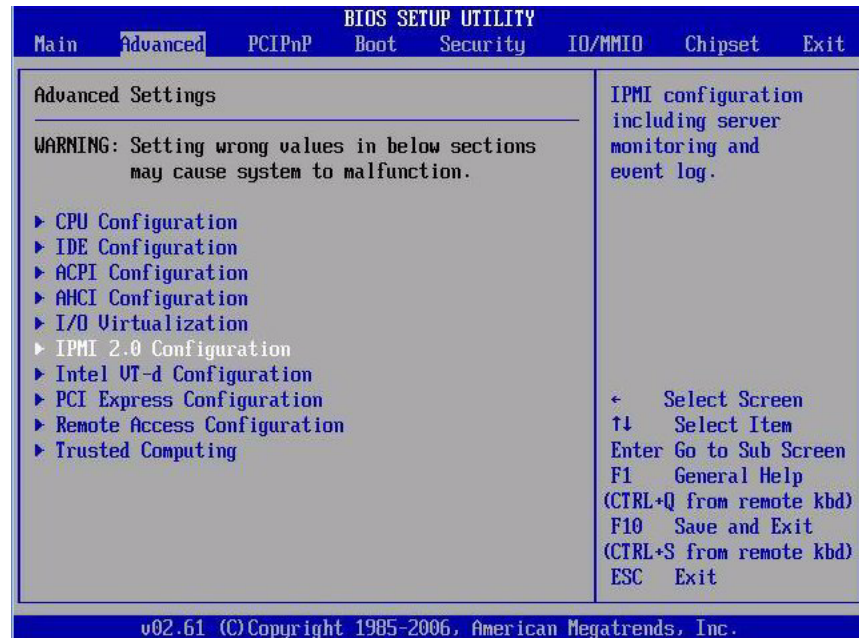 BIOS SETUP UTILITY
Main Advanced PCIPnP Boot Security IO/MMIO Chipset Exit
Advanced Settings
WARNING: Setting wrong values in below sections
may cause system to malfunction.
▶ CPU Configuration
▶ IDE Configuration
▶ ACPI Configuration
▶ AHCI Configuration
▶ I/O Virtualization
▶ IPMI 2.0 Configuration
▶ Intel VT-d Configuration
▶ PCI Express Configuration
▶ Remote Access Configuration
▶ Trusted Computing
IPMI configuration
including server
monitoring and
event log.
← Select Screen
↑↓ Select Item
Enter Go to Sub Screen
F1 General Help
(CTRL+Q from remote kbd)
F10 Save and Exit
(CTRL+S from remote kbd)
ESC Exit
v02.61 (C)Copyright 1985-2006, American Megatrends, Inc.